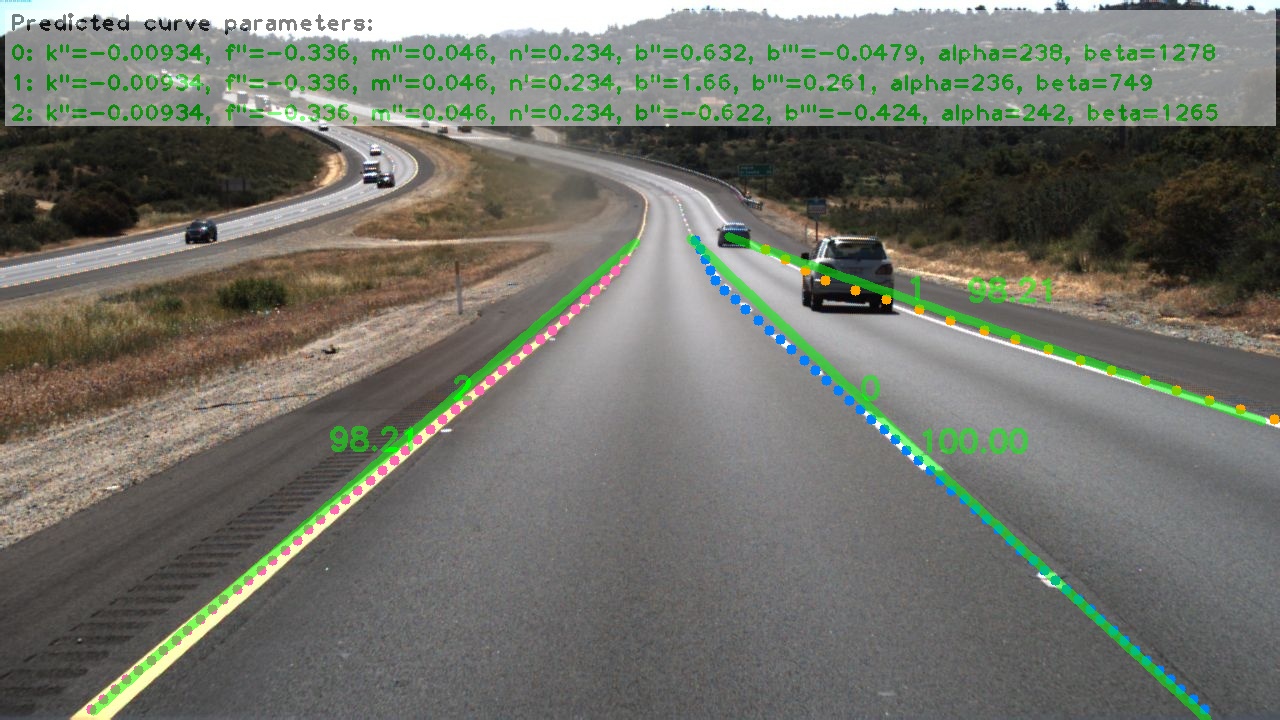 Predicted curve parameters:
0: k''=-0.00934, f''=-0.336, m''=0.046, n'=0.234, b''=0.632, b'''=-0.0479, alpha=238, beta=1278
1: k''=-0.00934, f''=-0.336, m''=0.046, n'=0.234, b''=1.66, b'''=0.261, alpha=236, beta=749
2: k''=-0.00934, f''=-0.336, m''=0.046, n'=0.234, b''=-0.622, b'''=-0.424, alpha=242, beta=1265
1 98.21
2
0
98.21
100.00